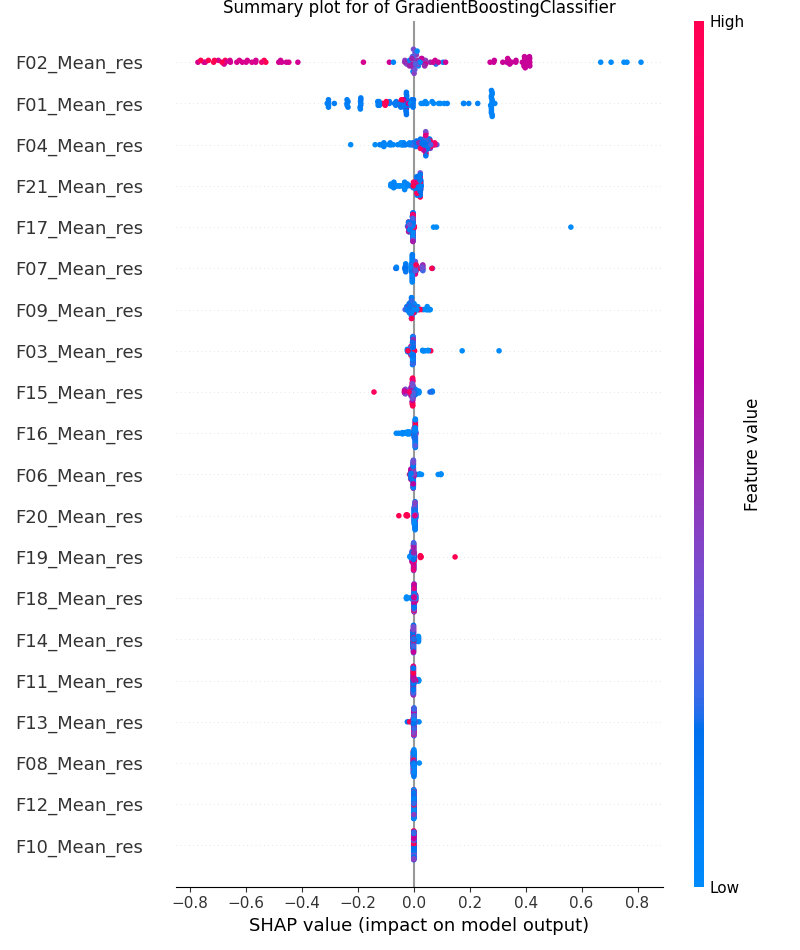 Summary plot for of GradientBoostingClassifier
High
F02_Mean_res
F01_Mean_res
F04_Mean_res
F21_Mean_res
F17_Mean_res
F07_Mean_res
F09_Mean_res
F03_Mean_res
F15_Mean_res
F16_Mean_res
F06_Mean_res
F20_Mean_res
F19_Mean_res
F18_Mean_res
F14_Mean_res
F11_Mean_res
F13_Mean_res
F08_Mean_res
F12_Mean_res
F10_Mean_res
Feature value
Low
−0.8 −0.6 −0.4 −0.2 0.0 0.2 0.4 0.6 0.8
SHAP value (impact on model output)